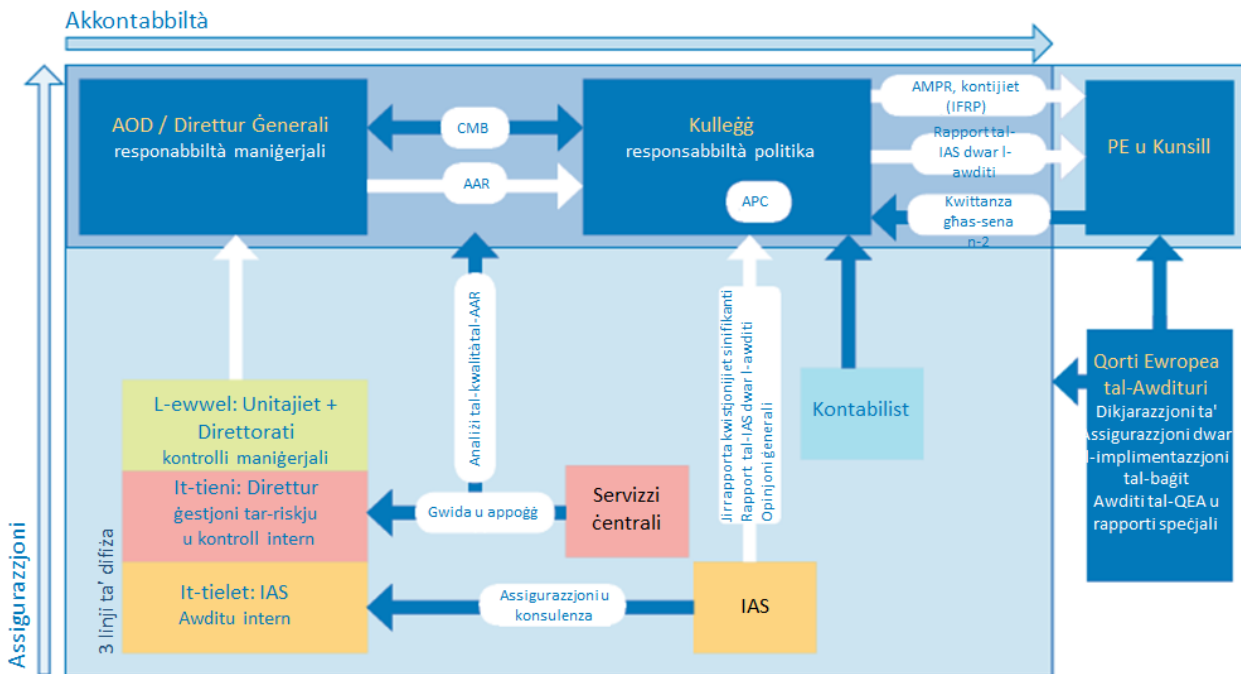 Akkontabbiltà
AOD / Direttur Ġenerali
responabbiltà maniġerjali
CMB
AAR
Kulleġġ
responsabbiltà politika
APC
AMPR, kontijiet
(IFRP)
Rapport tal-
IAS dwar l-
awditi
Kwittanza
għas-sena
n-2
PE u Kunsill
Assigurazzjoni
3 linji ta’ difiża
L-ewwel: Unitajiet +
Direttorati
kontrolli maniġerjali
It-tieni: Direttur
ġestjoni tar-riskju
u kontroll intern
It-tielet: IAS
Awditu intern
Analiżi tal-kwalità tal-AAR
Gwida u appoġġ
Servizzi
ċentrali
Assigurazzjoni u
konsulenza
IAS
Jirrapporta kwistjonijiet sinifikanti
Rapport tal-IAS dwar l-awditi
Opinjoni ġenerali
Kontabilist
Qorti Ewropea
tal-Awdituri
Dikjarazzjoni ta'
Assigurazzjoni dwar
l-implimentazzjoni
tal-baġit
Awditi tal-QEA u
rapporti speċjali